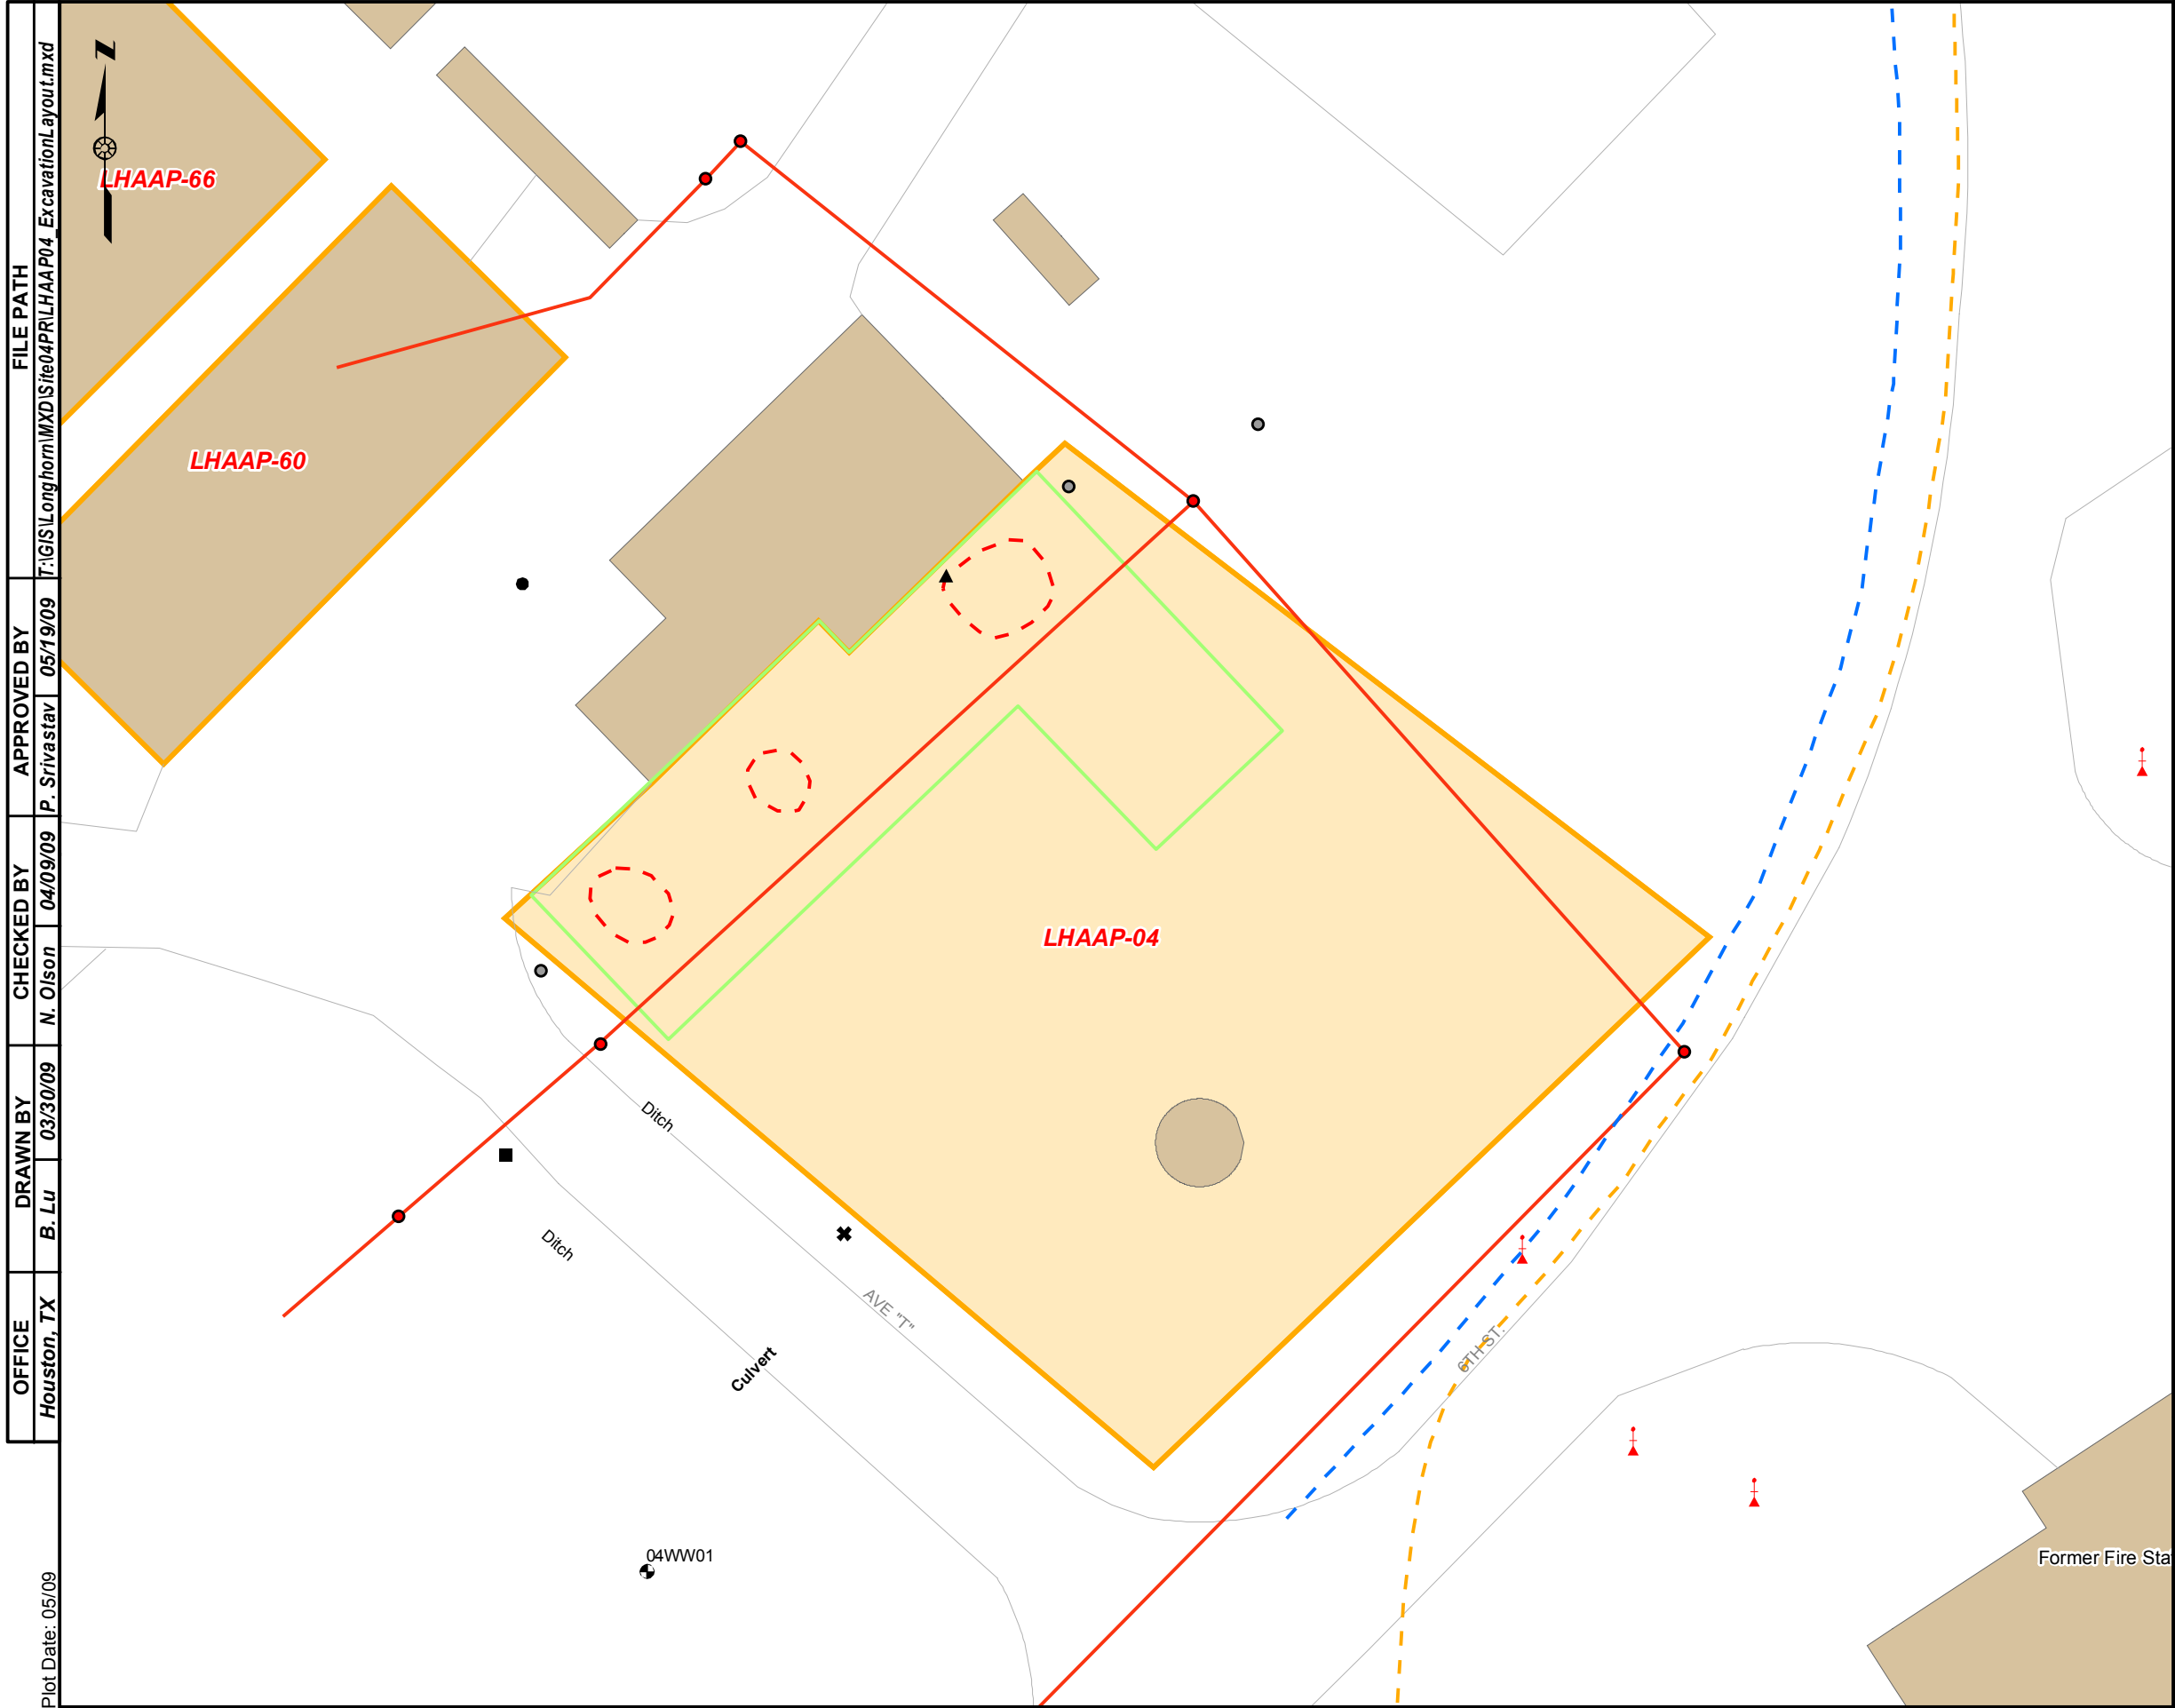 FILE PATH
T:\GIS\Longhorn\MXD\Site04PR\LHAAP04_ExcavationLayout.mxd
APPROVED BY
P. Srivastav 05/19/09
CHECKED BY
N. Olson 04/09/09
DRAWN BY
B. Lu 03/30/09
OFFICE
Houston, TX
Plot Date: 05/09
N
LHAAP-66
LHAAP-60
LHAAP-04
Ditch
Ditch
AVE "T"
Culvert
6TH ST.
04WW01
Former Fire Sta